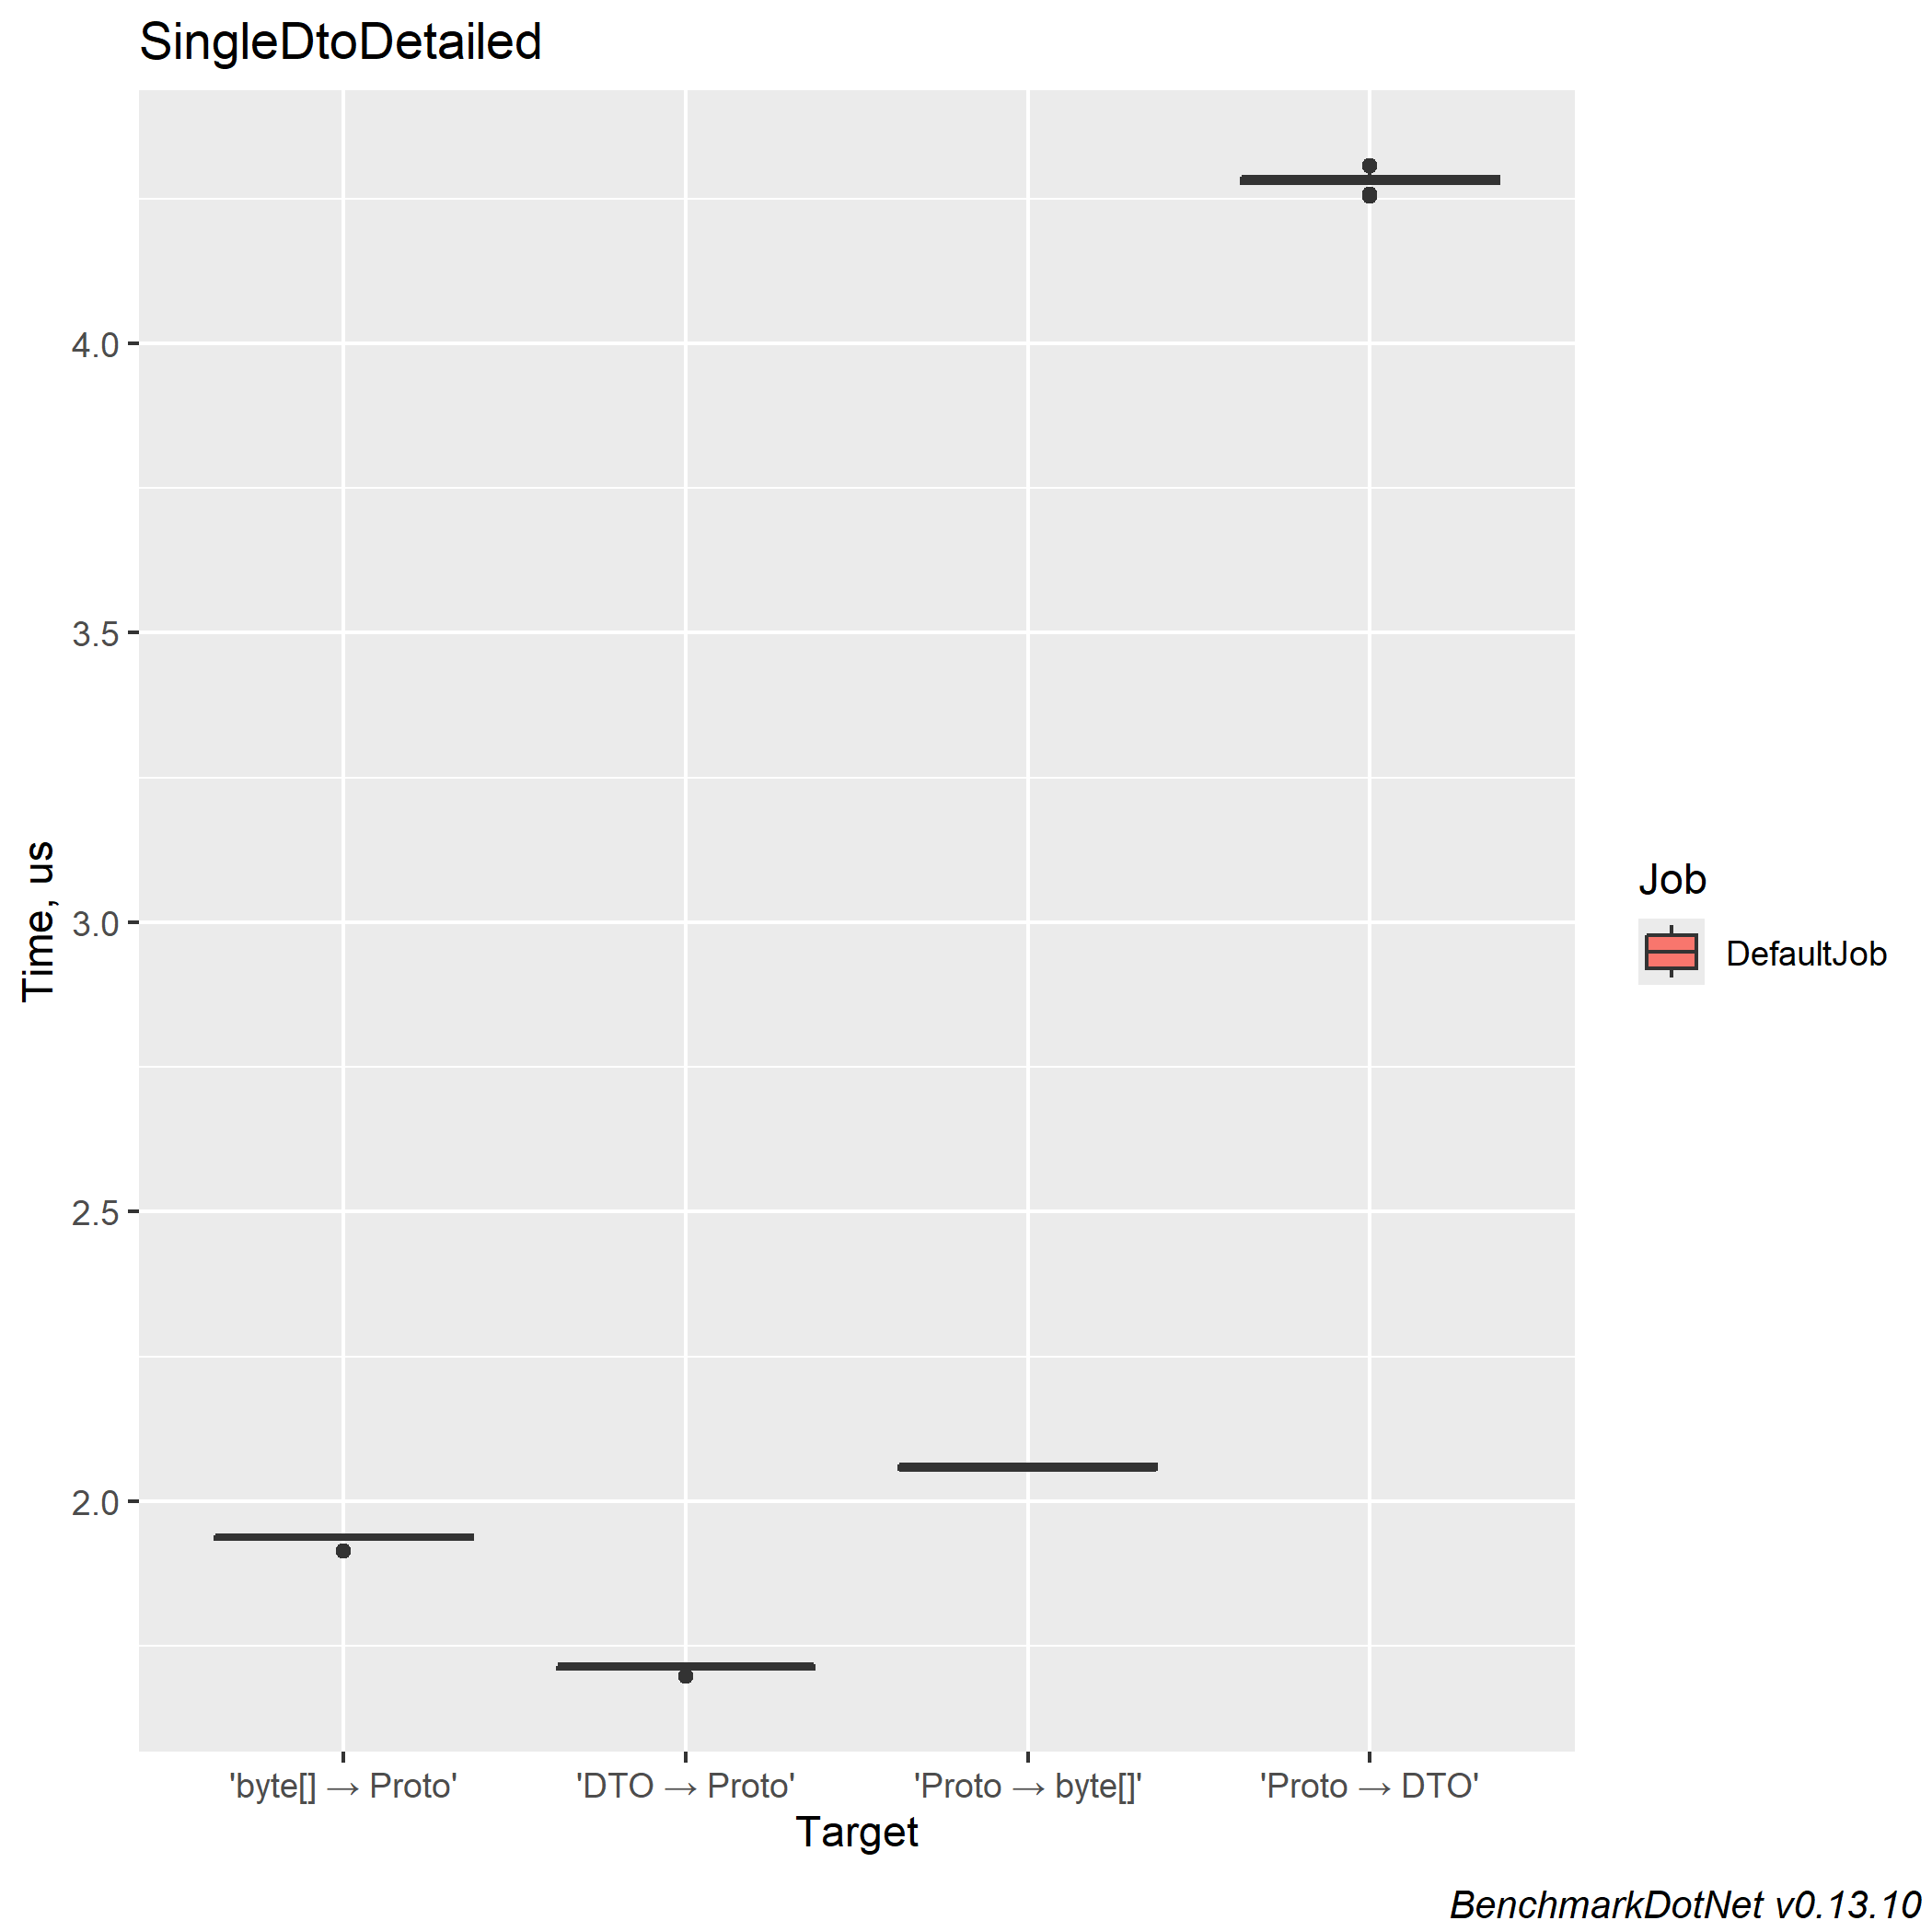 SingleDtoDetailed
Time, us
4.0
3.5
3.0
2.5
2.0
'byte[] → Proto'
'DTO → Proto'
'Proto → byte[]'
'Proto → DTO'
Target
Job
DefaultJob
BenchmarkDotNet v0.13.10